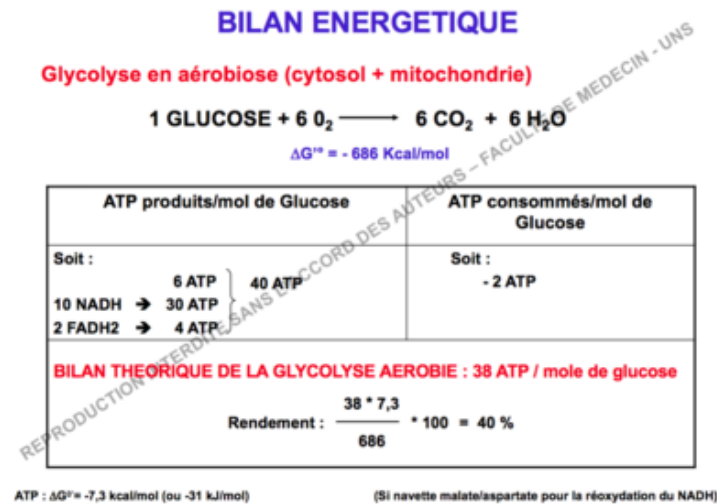 BILAN ENERGETIQUE
Glycolyse en aérobiose (cytosol + mitochondrie)
1 GLUCOSE + 6 0₂ ⟶ 6 CO₂ + 6 H₂O
ΔG'° = - 686 Kcal/mol
ATP produits/mol de Glucose
ATP consommés/mol de
Glucose
Soit :
6 ATP
10 NADH ➔ 30 ATP
2 FADH2 ➔ 4 ATP
40 ATP
Soit :
- 2 ATP
BILAN THEORIQUE DE LA GLYCOLYSE AEROBIE : 38 ATP / mole de glucose
38 * 7,3
Rendement : ——— * 100 = 40 %
686
ATP : ΔG°'= -7,3 kcal/mol (ou -31 kJ/mol)
(Si navette malate/aspartate pour la réoxydation du NADH)
REPRODUCTION INTERDITE SANS L'ACCORD DES AUTEURS – FACULTE DE MEDECIN - UNS